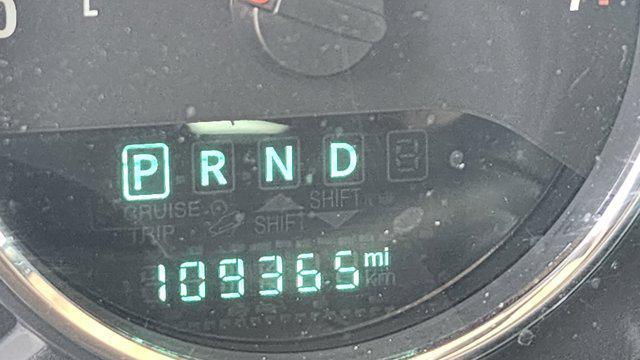 L
P R N D
CRUISE SHIFT
TRIP SHIFT
109365 mi
km